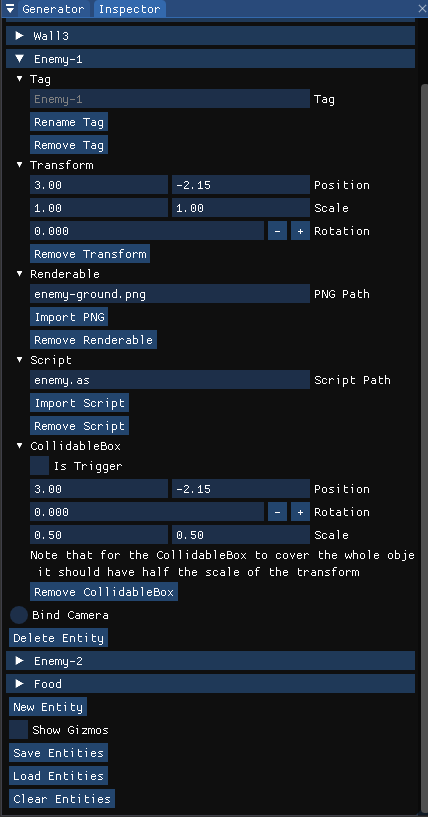 Generator Inspector
Wall3
Enemy-1
Tag
Enemy-1 Tag
Rename Tag
Remove Tag
Transform
3.00 -2.15 Position
1.00 1.00 Scale
0.000 - + Rotation
Remove Transform
Renderable
enemy-ground.png PNG Path
Import PNG
Remove Renderable
Script
enemy.as Script Path
Import Script
Remove Script
CollidableBox
Is Trigger
3.00 -2.15 Position
0.000 - + Rotation
0.50 0.50 Scale
Note that for the CollidableBox to cover the whole obje
it should have half the scale of the transform
Remove CollidableBox
Bind Camera
Delete Entity
Enemy-2
Food
New Entity
Show Gizmos
Save Entities
Load Entities
Clear Entities